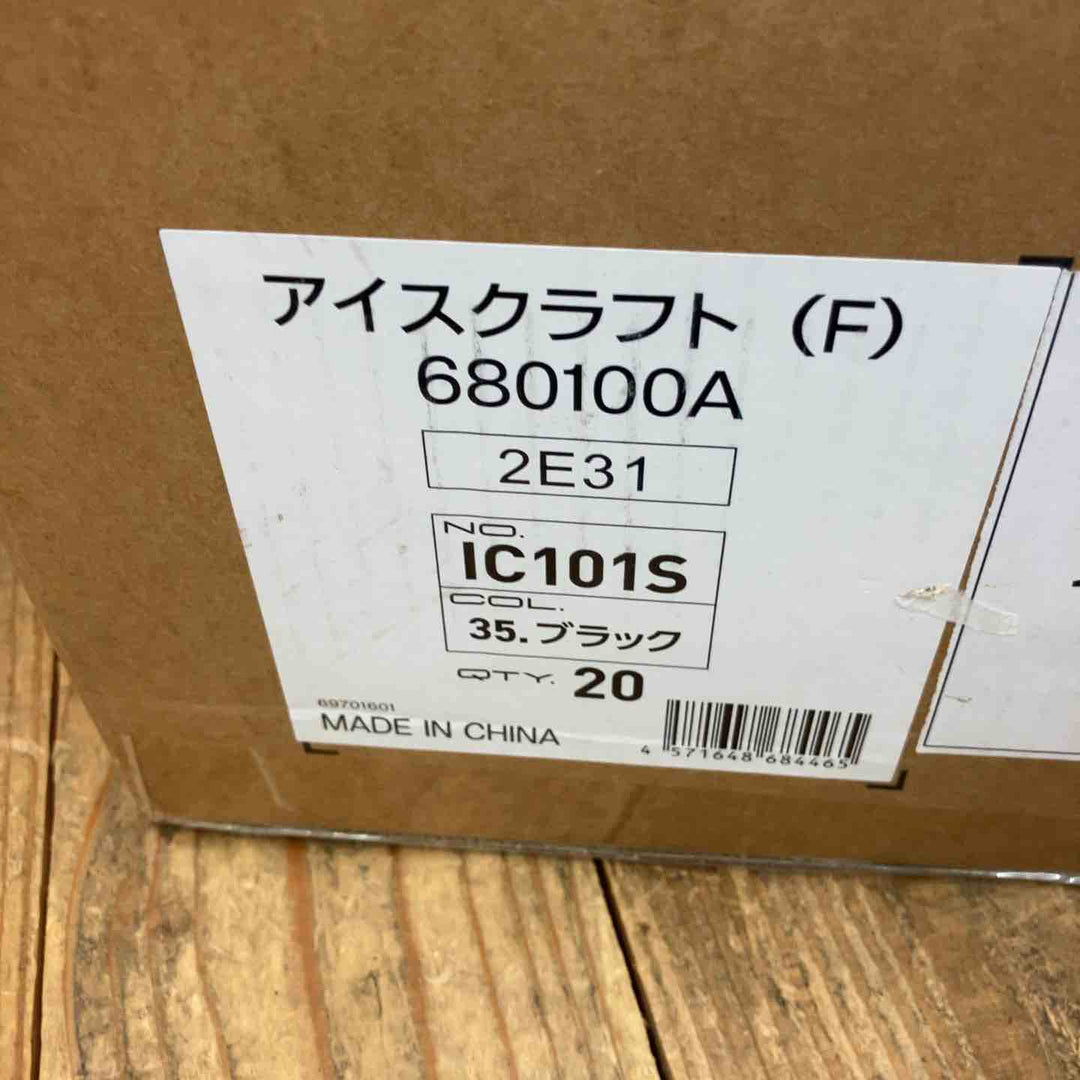 アイスクラフト（F）
680100A
2E31
NO.
IC101S
COL.
35.ブラック
QTY. 20
69701601
MADE IN CHINA
4 571648 684465